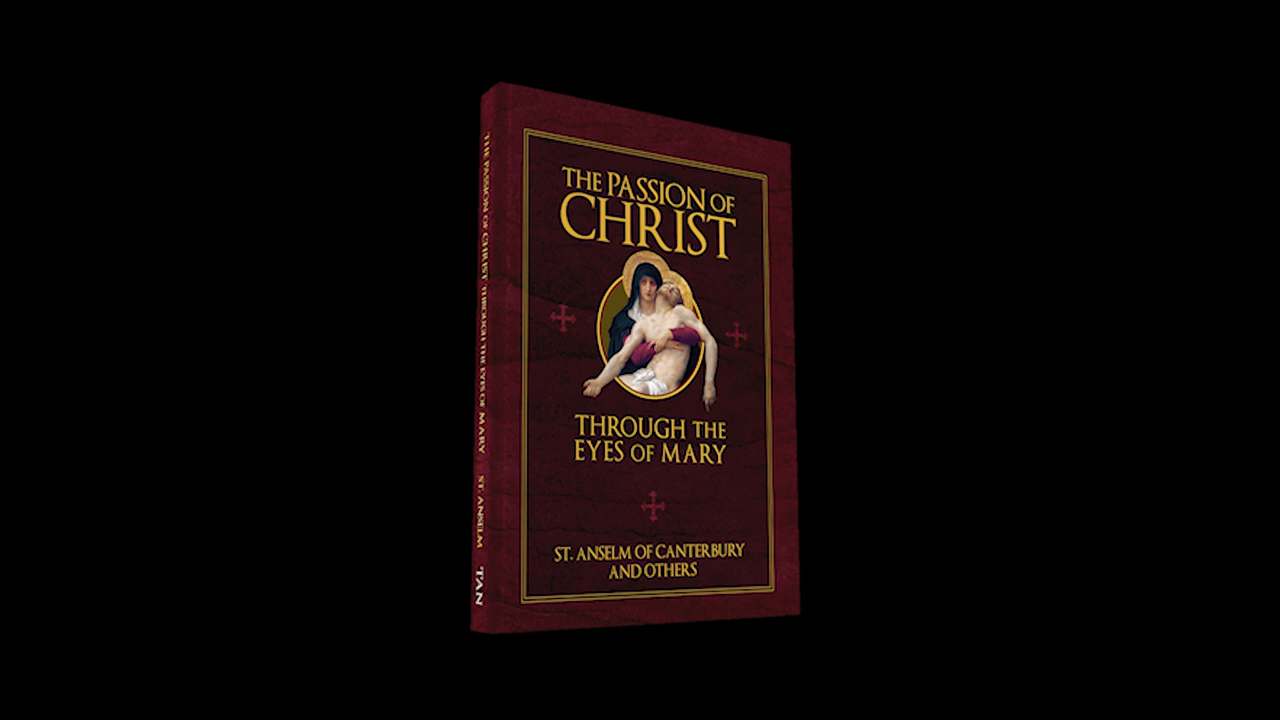 THE PASSION OF
CHRIST
THROUGH THE
EYES OF MARY
ST. ANSELM OF CANTERBURY
AND OTHERS
THE PASSION OF CHRIST THROUGH THE EYES OF MARY ST. ANSELM TAN